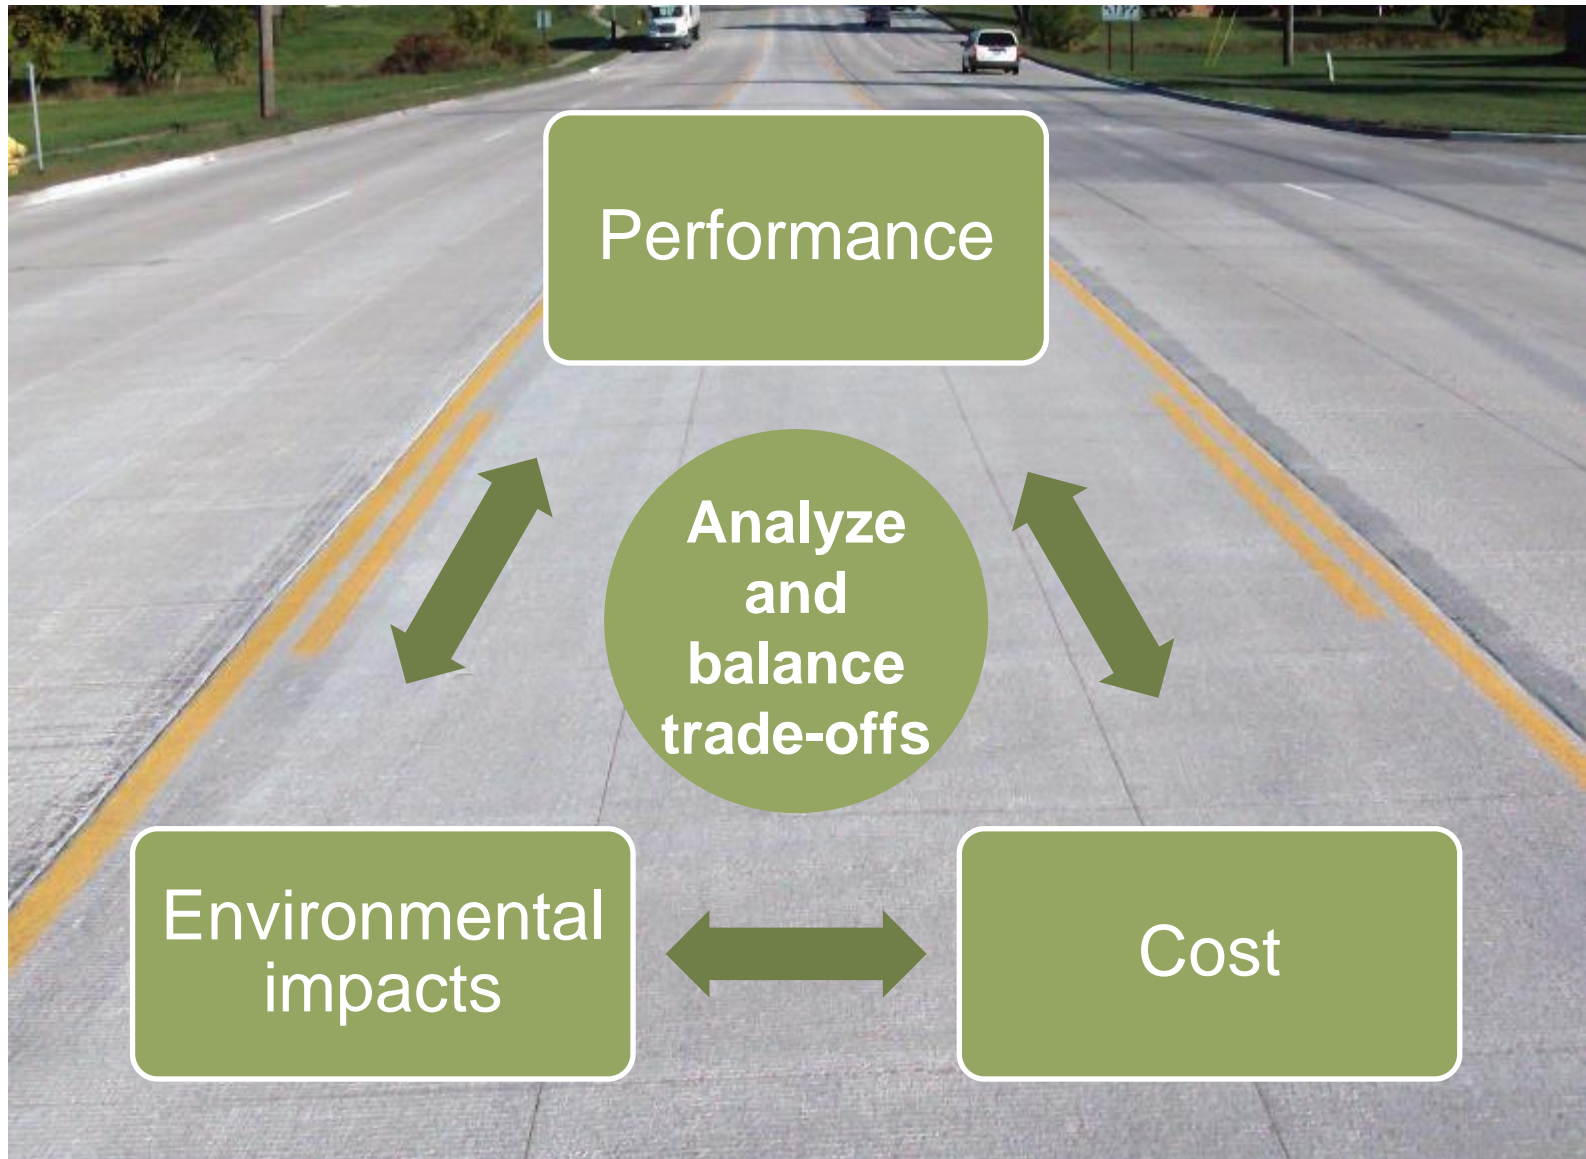 Performance
Analyze
and
balance
trade-offs
Environmental
impacts
Cost